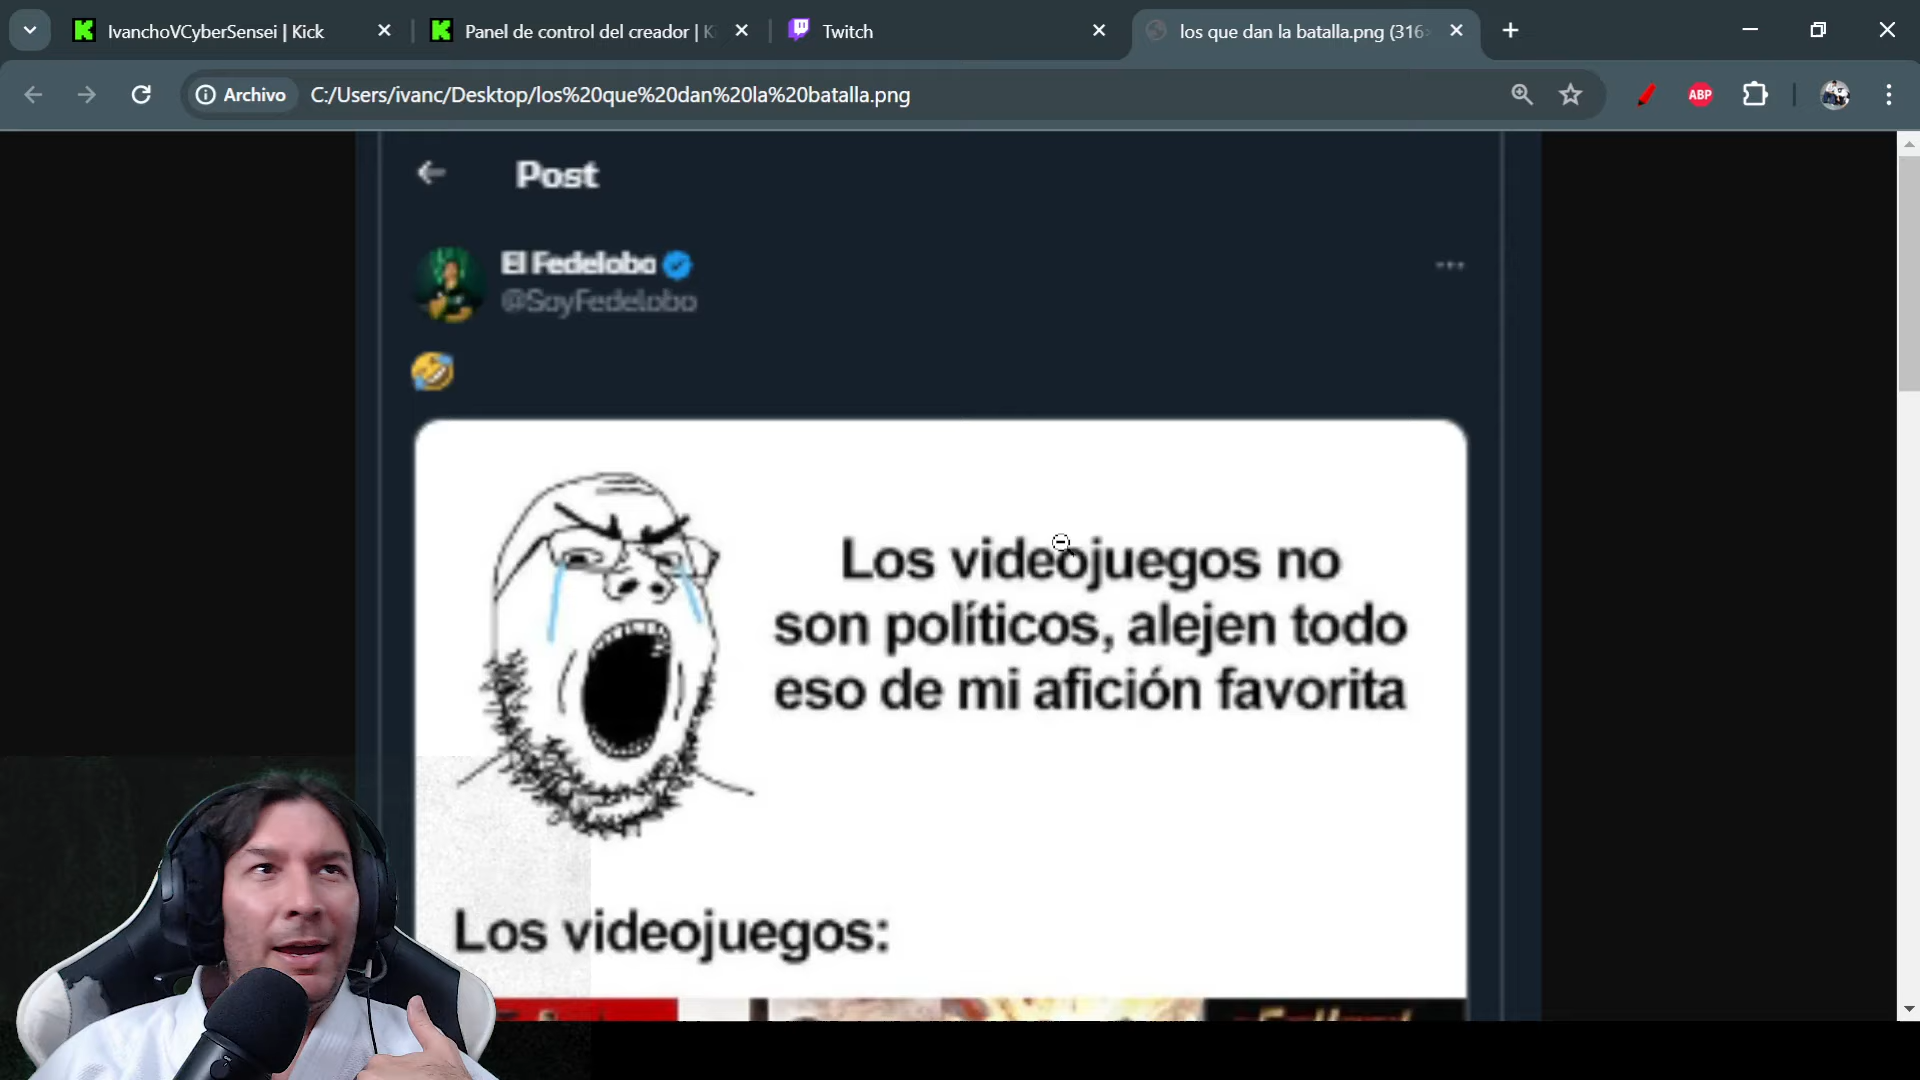 IvanchoVCyberSensei | Kick
Panel de control del creador | K
Twitch
los que dan la batalla.png (316
Archivo
C:/Users/ivanc/Desktop/los%20que%20dan%20la%20batalla.png
ABP
Post
El Fedelobo
@SoyFedelobo
Los videojuegos no
son políticos, alejen todo
eso de mi afición favorita
Los videojuegos: